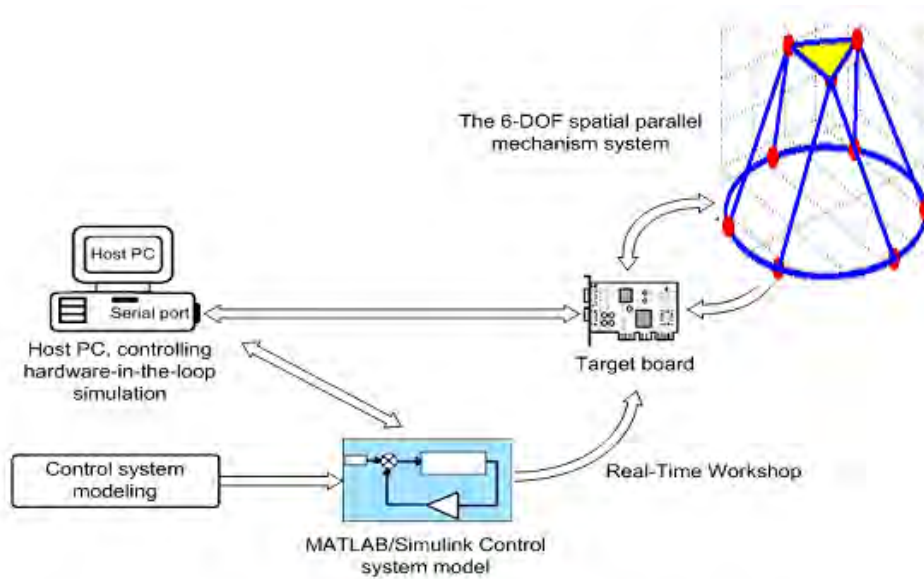 The 6-DOF spatial parallel
mechanism system
Host PC
Serial port
Host PC, controlling
hardware-in-the-loop
simulation
Target board
Control system
modeling
Real-Time Workshop
MATLAB/Simulink Control
system model